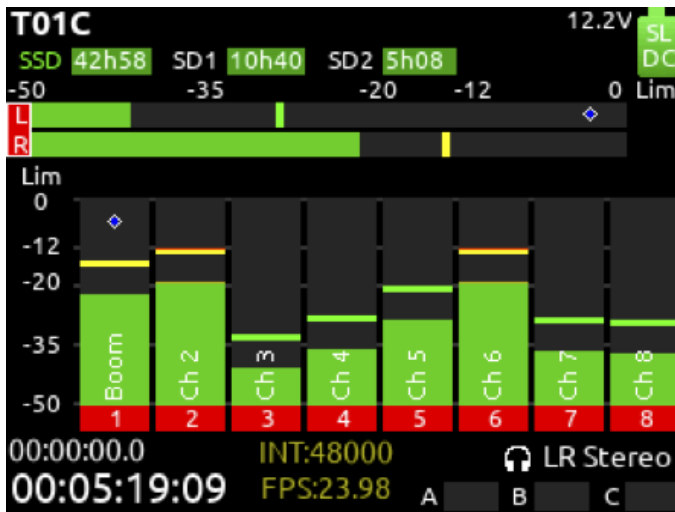 T01C 12.2V SL
SSD 42h58 SD1 10h40 SD2 5h08 DC
-50 -35 -20 -12 0 Lim
L
R
Lim
0
-12
-20
-35
-50
Boom Ch 2 Ch 3 Ch 4 Ch 5 Ch 6 Ch 7 Ch 8
1 2 3 4 5 6 7 8
00:00:00.0 INT:48000 LR Stereo
00:05:19:09 FPS:23.98 A B C